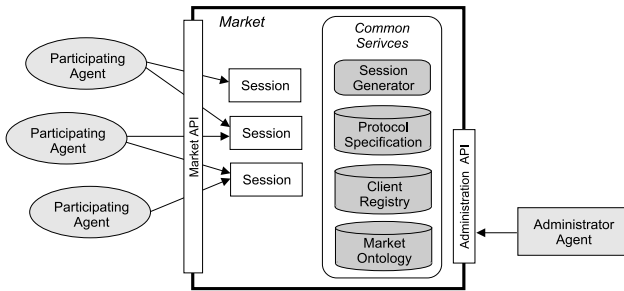 Market
Common
Serivces
Participating
Agent
Participating
Agent
Participating
Agent
Market API
Session
Session
Session
Session
Generator
Protocol
Specification
Client
Registry
Market
Ontology
Administration API
Administrator
Agent